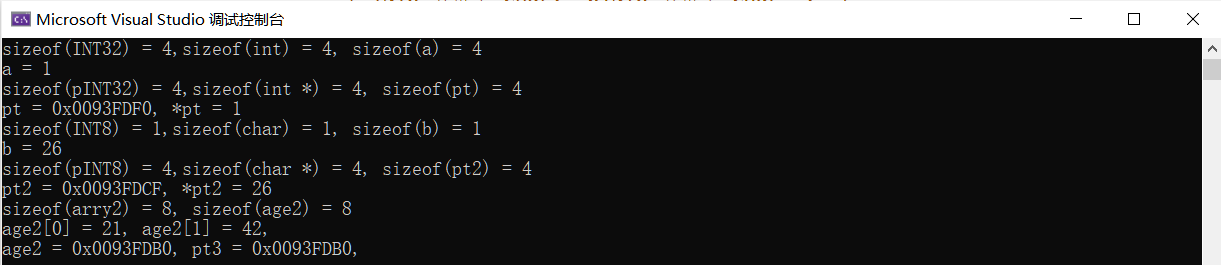 Microsoft Visual Studio 调试控制台
sizeof(INT32) = 4,sizeof(int) = 4, sizeof(a) = 4
a = 1
sizeof(pINT32) = 4,sizeof(int *) = 4, sizeof(pt) = 4
pt = 0x0093FDF0, *pt = 1
sizeof(INT8) = 1,sizeof(char) = 1, sizeof(b) = 1
b = 26
sizeof(pINT8) = 4,sizeof(char *) = 4, sizeof(pt2) = 4
pt2 = 0x0093FDCF, *pt2 = 26
sizeof(arry2) = 8, sizeof(age2) = 8
age2[0] = 21, age2[1] = 42,
age2 = 0x0093FDB0, pt3 = 0x0093FDB0,